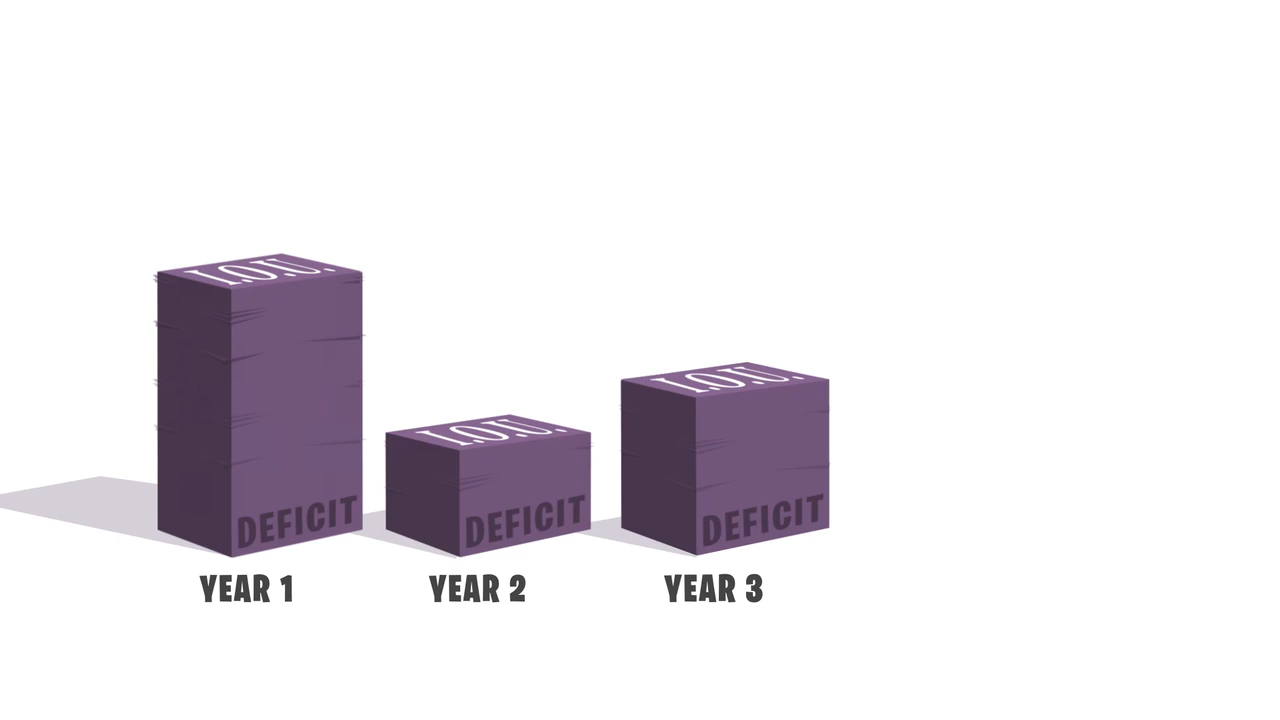 I.O.U.
DEFICIT
YEAR 1
I.O.U.
DEFICIT
YEAR 2
I.O.U.
DEFICIT
YEAR 3